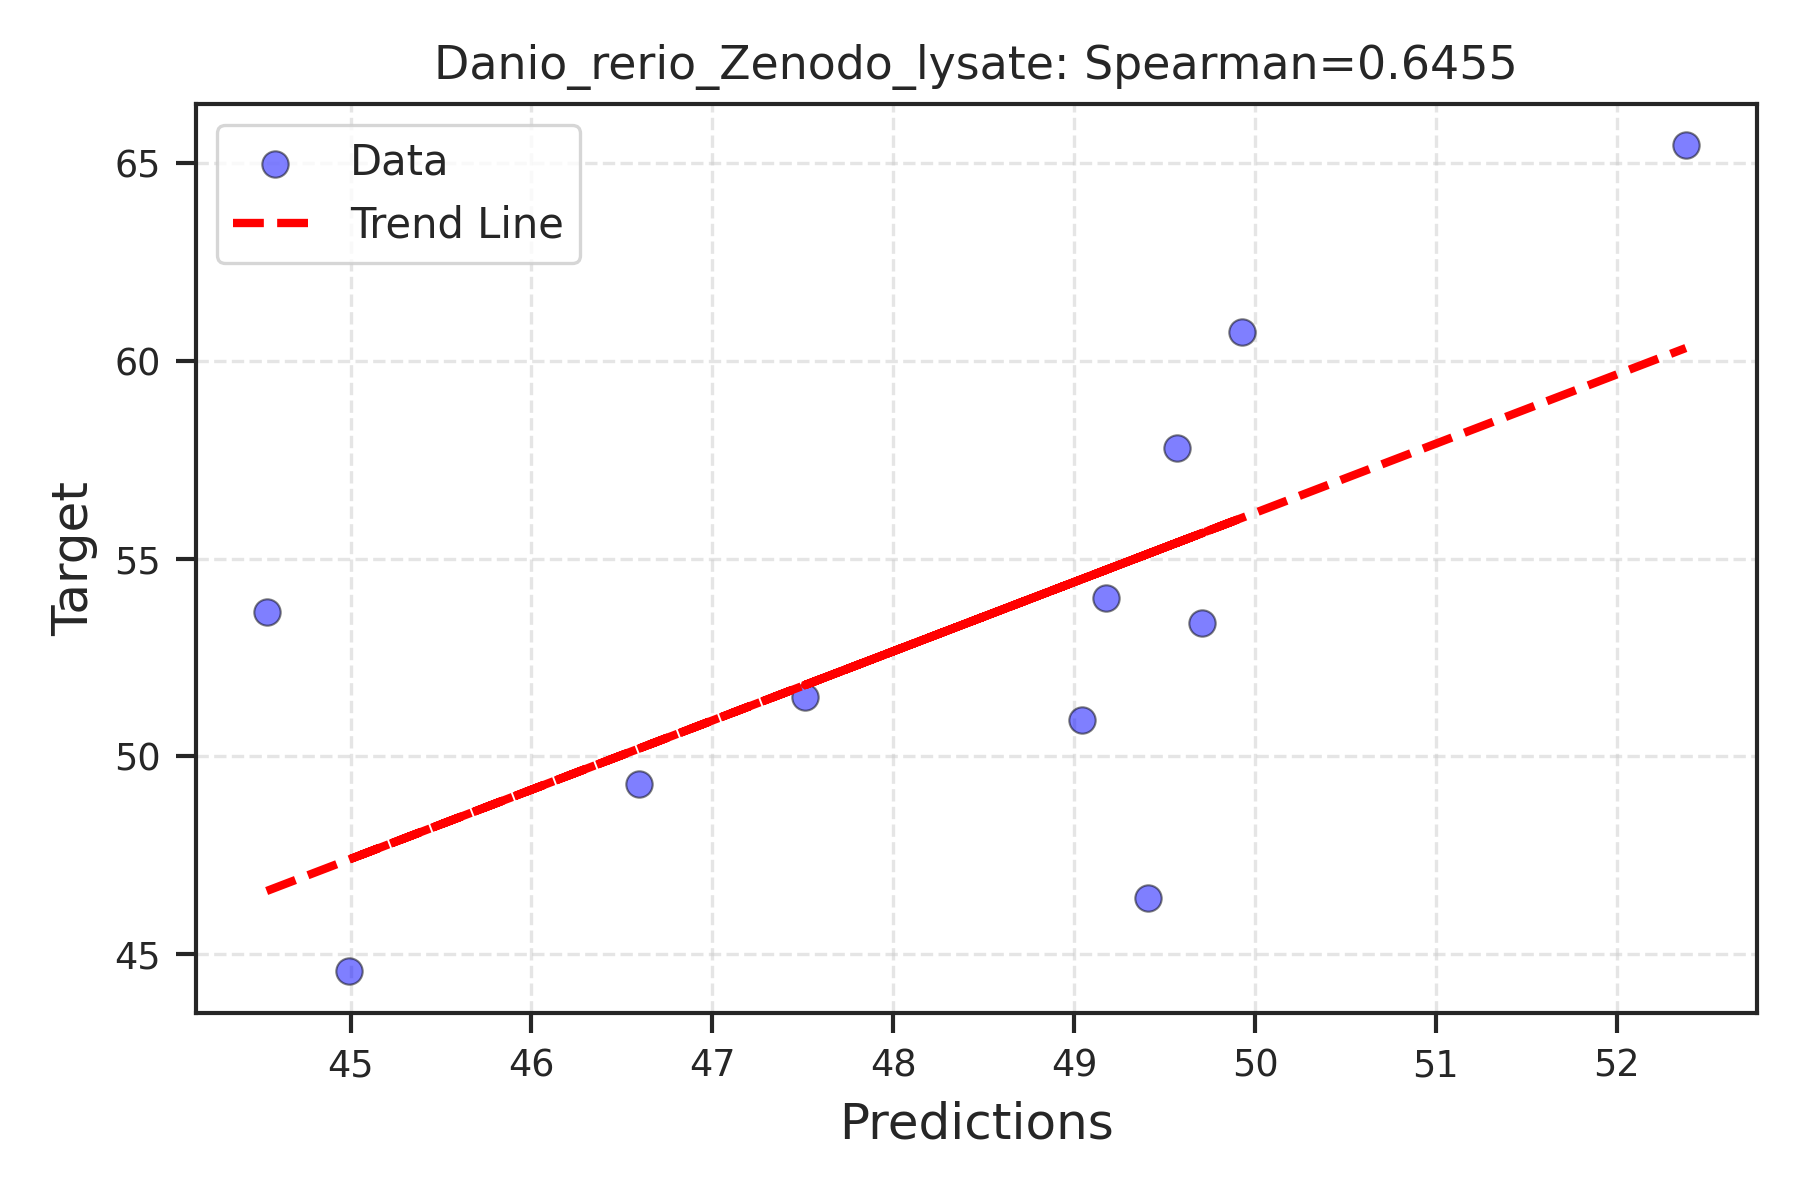 Danio_rerio_Zenodo_lysate: Spearman=0.6455
Data
Trend Line
65
60
55
50
45
Target
45 46 47 48 49 50 51 52
Predictions